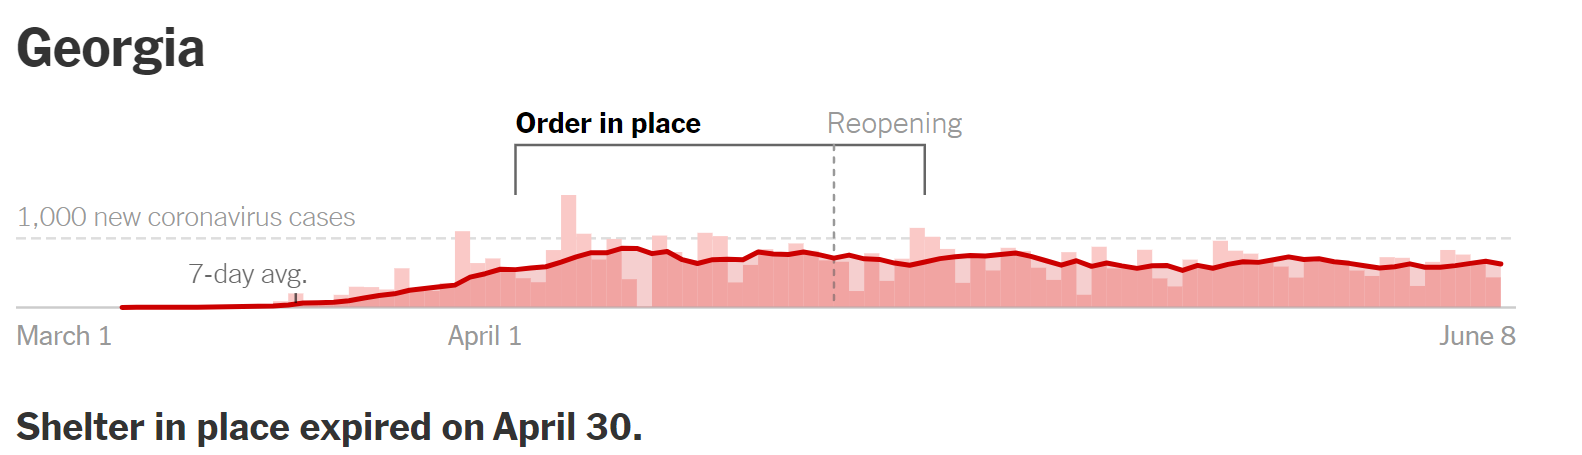 Georgia
Order in place
Reopening
1,000 new coronavirus cases
7-day avg.
March 1
April 1
June 8
Shelter in place expired on April 30.